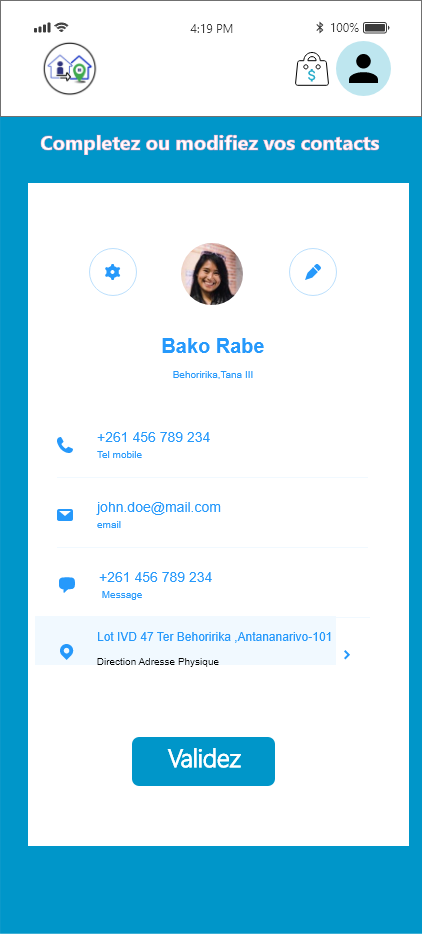 4:19 PM
100%
$
Completez ou modifiez vos contacts
Bako Rabe
Behoririka,Tana III
+261 456 789 234
Tel mobile
john.doe@mail.com
email
+261 456 789 234
Message
Lot IVD 47 Ter Behoririka ,Antananarivo-101
Direction Adresse Physique
Validez